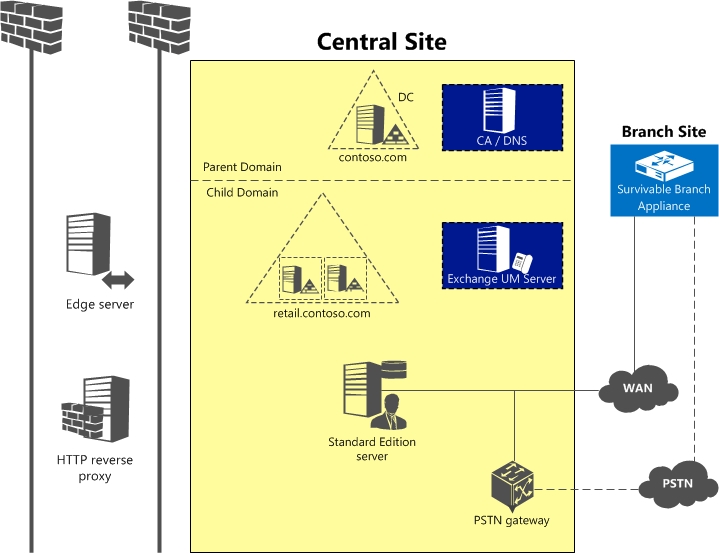 Central Site
DC
contoso.com
CA / DNS
Parent Domain
Child Domain
Branch Site
Survivable Branch
Appliance
retail.contoso.com
Exchange UM Server
Edge server
HTTP reverse
proxy
Standard Edition
server
WAN
PSTN
PSTN gateway